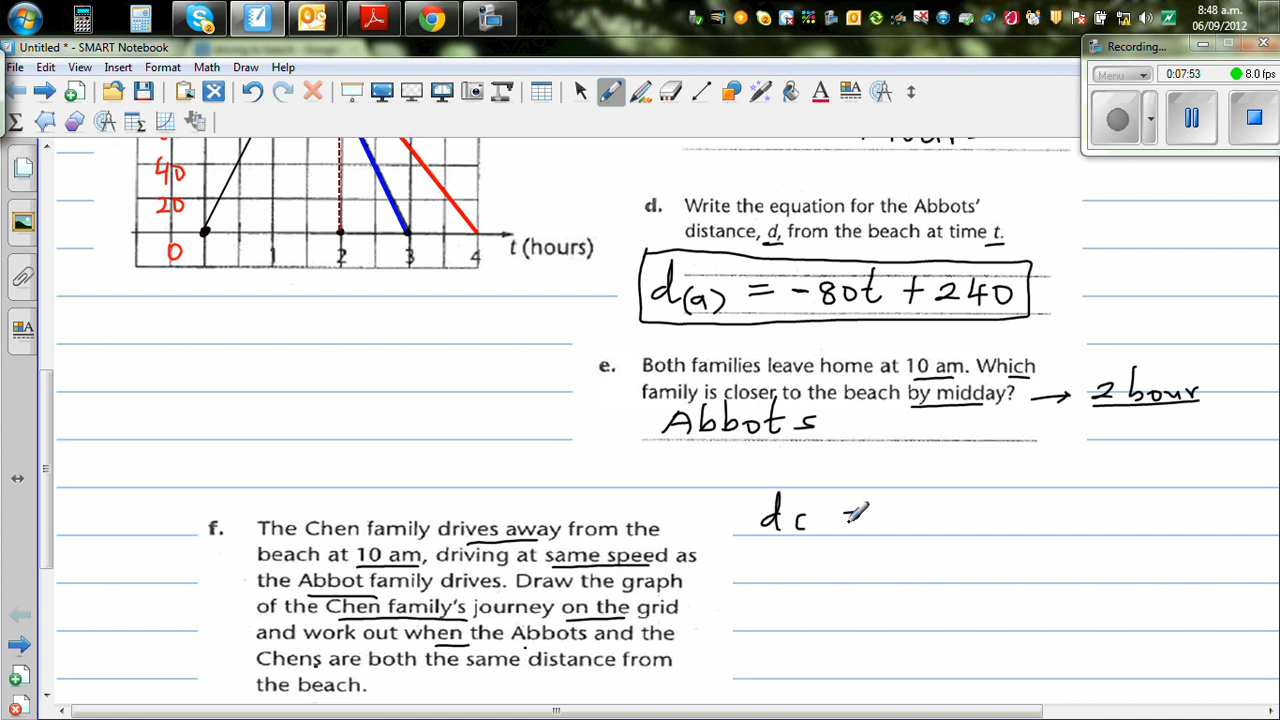 8:48 a.m.
06/09/2012
Untitled * - SMART Notebook
Recording...
File Edit View Insert Format Math Draw Help
Menu
0:07:53
8.0 fps
40
20
0
1 2 3 4
t (hours)
d. Write the equation for the Abbots'
distance, d, from the beach at time t.
d(a) = -80t + 240
e. Both families leave home at 10 am. Which
family is closer to the beach by midday? → 2 hour
Abbots
dc
f. The Chen family drives away from the
beach at 10 am, driving at same speed as
the Abbot family drives. Draw the graph
of the Chen family's journey on the grid
and work out when the Abbots and the
Chens are both the same distance from
the beach.